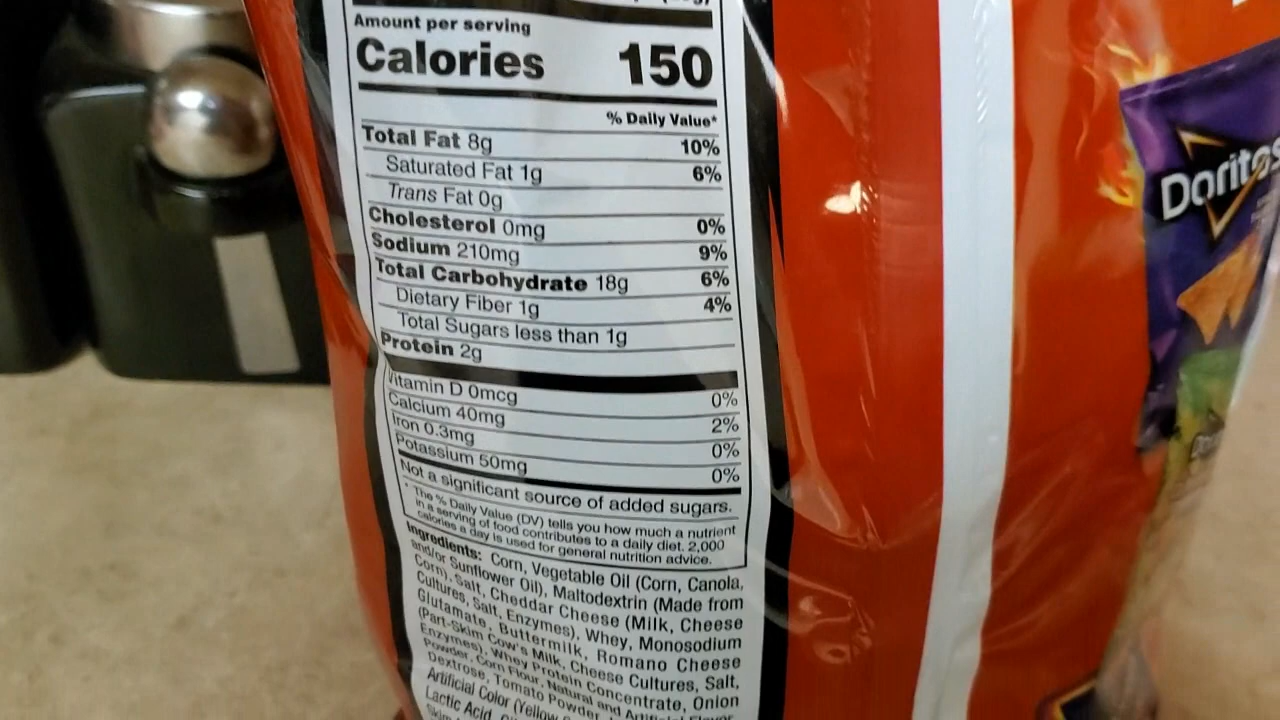 Amount per serving
Calories 150
% Daily Value*
Total Fat 8g 10%
Saturated Fat 1g 6%
Trans Fat 0g
Cholesterol 0mg 0%
Sodium 210mg 9%
Total Carbohydrate 18g 6%
Dietary Fiber 1g 4%
Total Sugars less than 1g
Protein 2g
Vitamin D 0mcg 0%
Calcium 40mg 2%
Iron 0.3mg 0%
Potassium 50mg 0%
Not a significant source of added sugars.
* The % Daily Value (DV) tells you how much a nutrient
in a serving of food contributes to a daily diet. 2,000
calories a day is used for general nutrition advice.
Ingredients: Corn, Vegetable Oil (Corn, Canola,
and/or Sunflower Oil), Maltodextrin (Made from
Corn), Salt, Cheddar Cheese (Milk, Cheese
Cultures, Salt, Enzymes), Whey, Monosodium
Glutamate, Buttermilk, Romano Cheese
(Part-Skim Cow's Milk, Cheese Cultures, Salt,
Enzymes), Whey Protein Concentrate, Onion
Powder, Corn Flour, Natural and Artificial Flavor,
Dextrose, Tomato Powder,
Artificial Color (Yellow
Lactic Acid,
Skim
Doritos